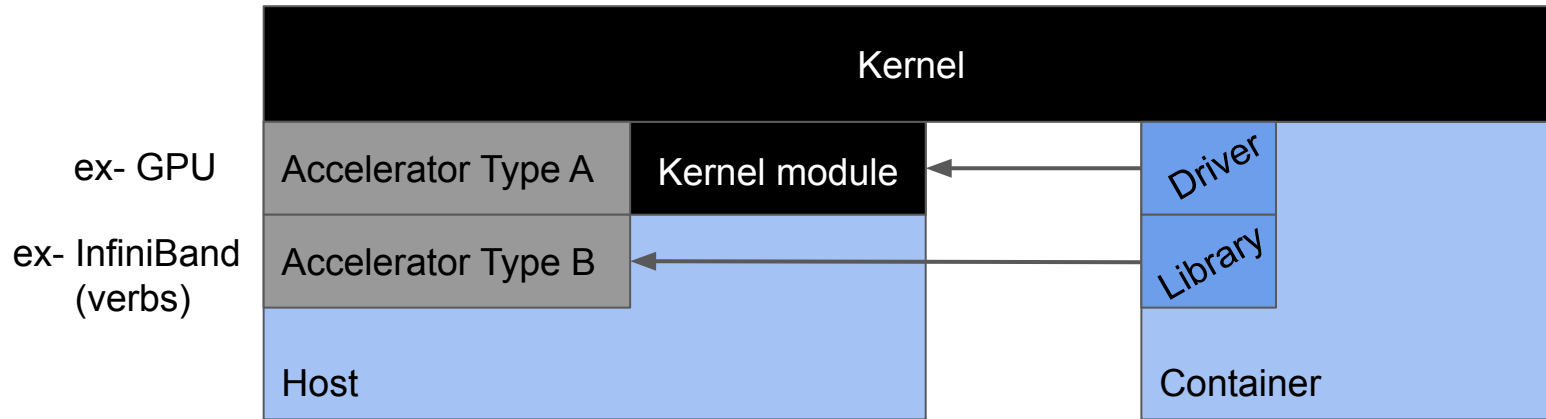 Kernel
ex- GPU
Accelerator Type A
Kernel module
Driver
ex- InfiniBand
(verbs)
Accelerator Type B
Library
Host
Container